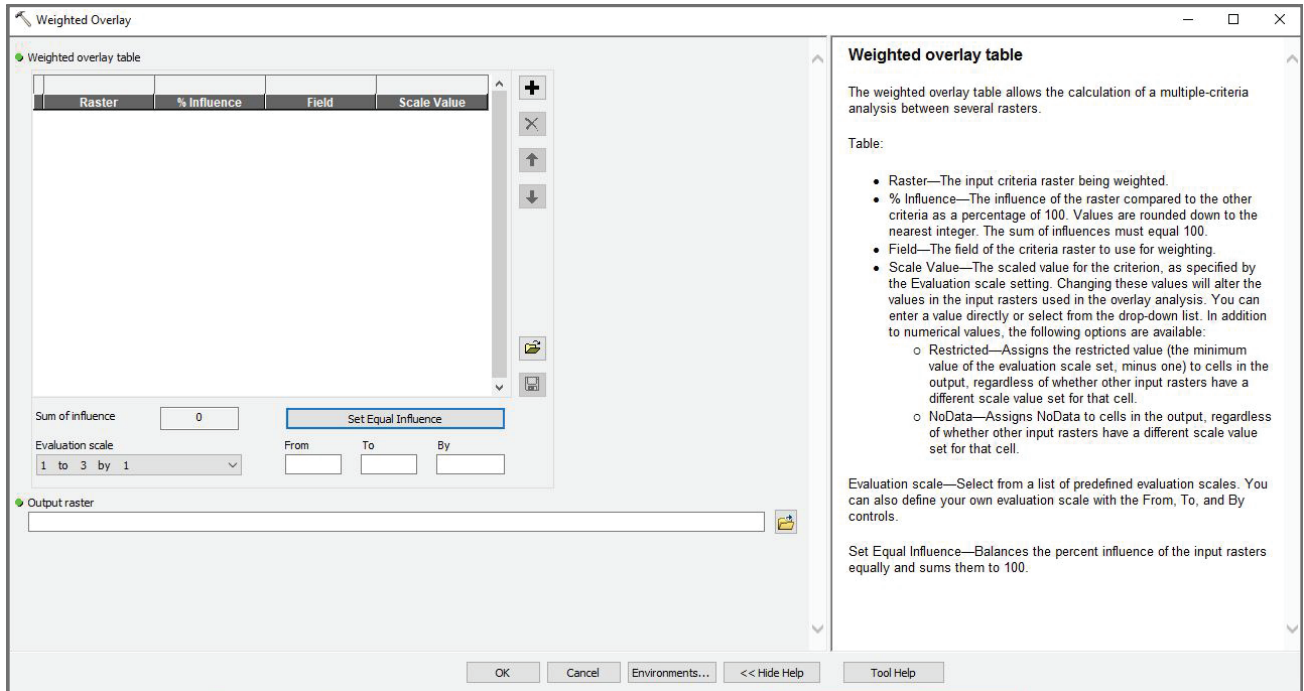 Weighted Overlay
Weighted overlay table
Raster % Influence Field Scale Value
Sum of influence 0 Set Equal Influence
Evaluation scale From To By
1 to 3 by 1
Output raster
Weighted overlay table
The weighted overlay table allows the calculation of a multiple-criteria
analysis between several rasters.
Table:
• Raster—The input criteria raster being weighted.
• % Influence—The influence of the raster compared to the other
criteria as a percentage of 100. Values are rounded down to the
nearest integer. The sum of influences must equal 100.
• Field—The field of the criteria raster to use for weighting.
• Scale Value—The scaled value for the criterion, as specified by
the Evaluation scale setting. Changing these values will alter the
values in the input rasters used in the overlay analysis. You can
enter a value directly or select from the drop-down list. In addition
to numerical values, the following options are available:
o Restricted—Assigns the restricted value (the minimum
value of the evaluation scale set, minus one) to cells in the
output, regardless of whether other input rasters have a
different scale value set for that cell.
o NoData—Assigns NoData to cells in the output, regardless
of whether other input rasters have a different scale value
set for that cell.
Evaluation scale—Select from a list of predefined evaluation scales. You
can also define your own evaluation scale with the From, To, and By
controls.
Set Equal Influence—Balances the percent influence of the input rasters
equally and sums them to 100.
OK Cancel Environments... << Hide Help Tool Help